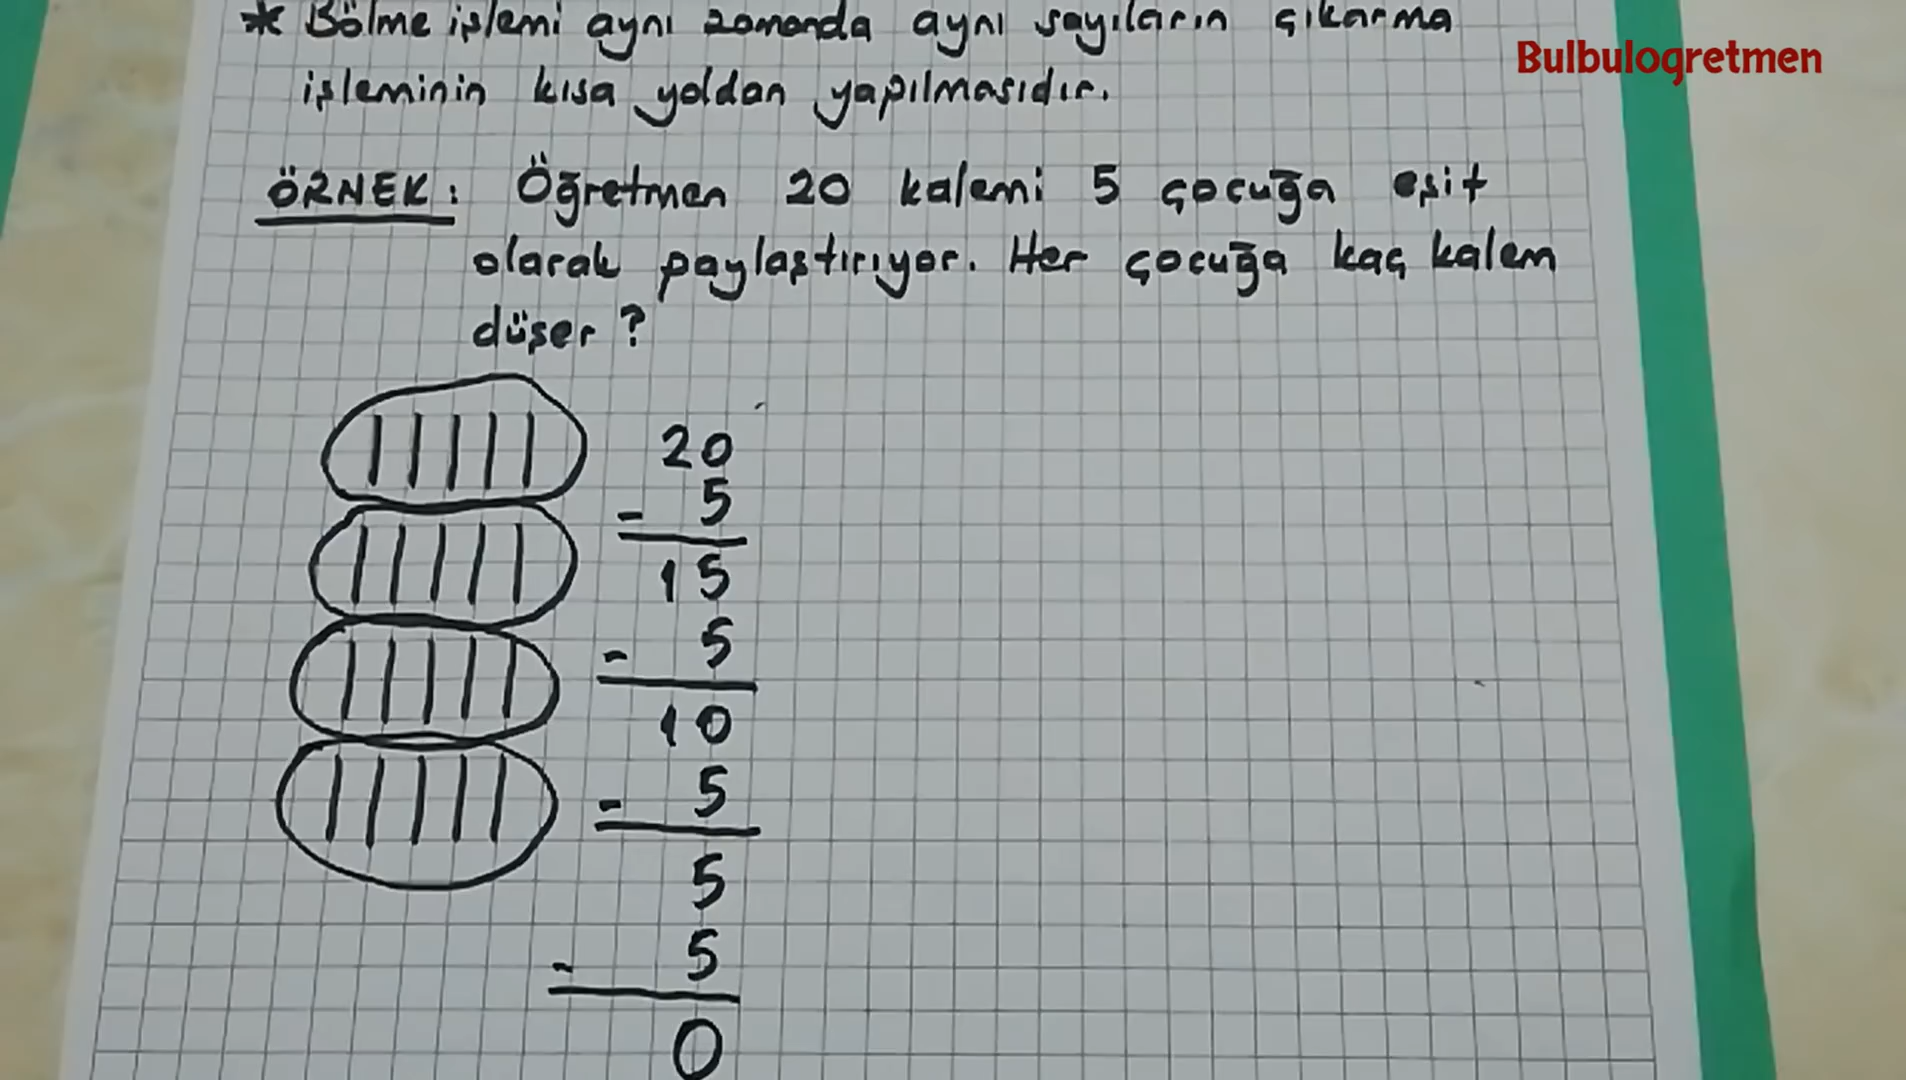 * Bölme işlemi aynı zamanda aynı sayıların çıkarma
işleminin kısa yoldan yapılmasıdır.
Bulbulogretmen
ÖRNEK: Öğretmen 20 kalemi 5 çocuğa eşit
olarak paylaştırıyor. Her çocuğa kaç kalem
düşer?
20
- 5
15
- 5
10
- 5
5
- 5
0